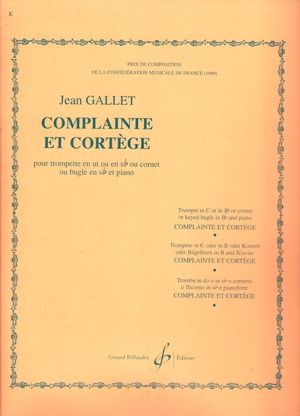 K
PRIX DE COMPOSITION
DE LA CONFÉDÉRATION MUSICALE DE FRANCE (1989)
Jean GALLET
COMPLAINTE
ET CORTÈGE
pour trompette en ut ou en si♭ ou cornet
ou bugle en si♭ et piano
Trumpet in C or in B♭ or cornet
or keyed bugle in B♭ and piano
COMPLAINTE ET CORTÈGE
Trompete in C oder in B oder Kornett
oder Bügelhorn in B und Klavier
COMPLAINTE ET CORTÈGE
Tromba in do o in si♭ o cornetta
o flicorno in si♭ e pianoforte
COMPLAINTE ET CORTÈGE
Gérard Billaudot Éditeur